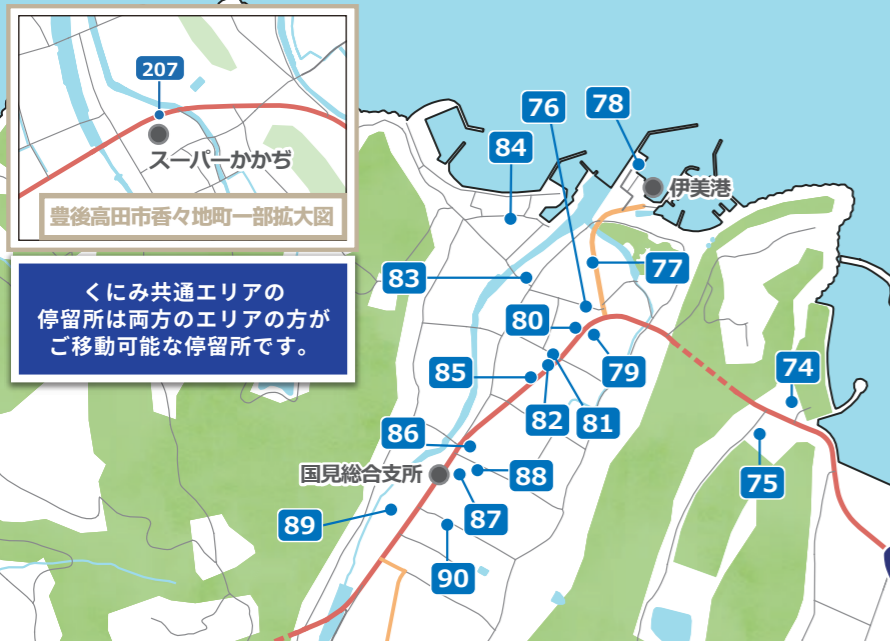 207
スーパーかかぢ
豊後高田市香々地町一部拡大図
くにみ共通エリアの
停留所は両方のエリアの方が
ご移動可能な停留所です。
76
78
84
伊美港
83
77
80
79
85
82
81
74
86
国見総合支所
88
75
89
87
90